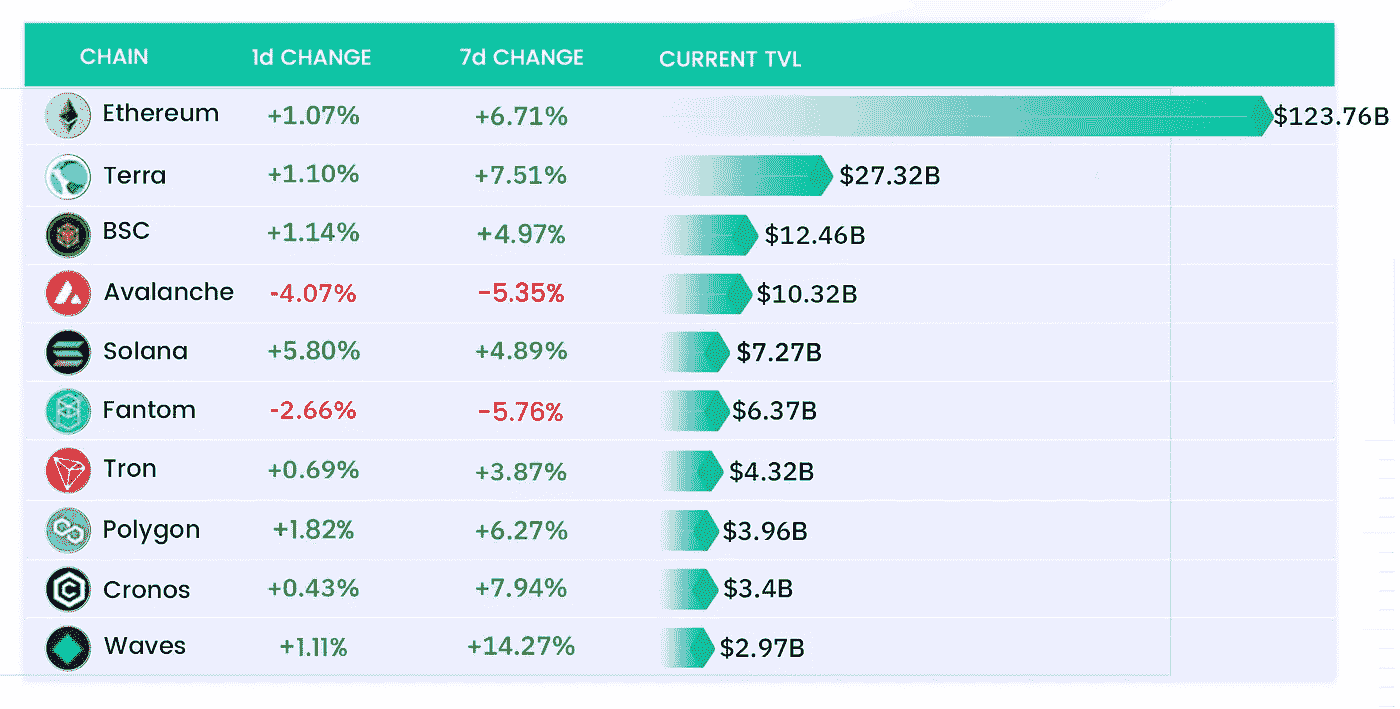 CHAIN 1d CHANGE 7d CHANGE CURRENT TVL
Ethereum +1.07% +6.71% $123.76B
Terra +1.10% +7.51% $27.32B
BSC +1.14% +4.97% $12.46B
Avalanche -4.07% -5.35% $10.32B
Solana +5.80% +4.89% $7.27B
Fantom -2.66% -5.76% $6.37B
Tron +0.69% +3.87% $4.32B
Polygon +1.82% +6.27% $3.96B
Cronos +0.43% +7.94% $3.4B
Waves +1.11% +14.27% $2.97B